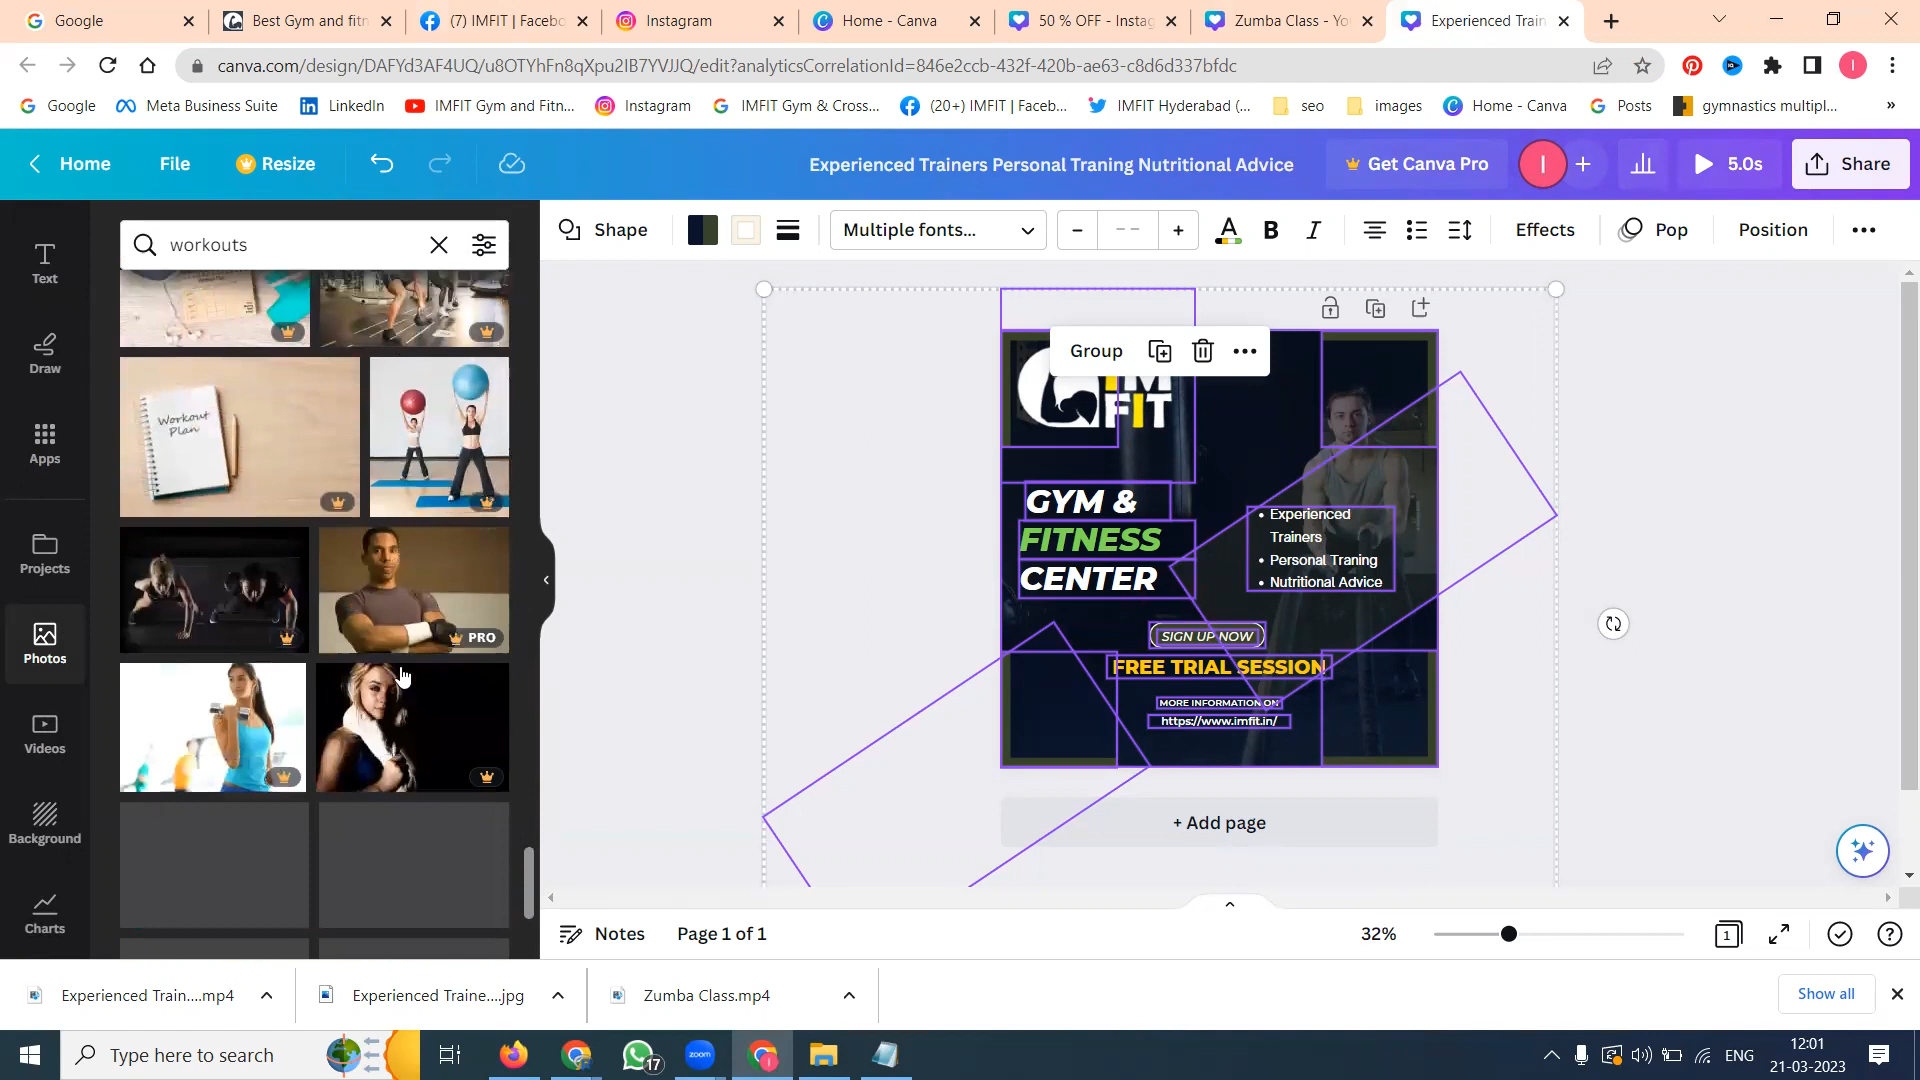 Google
Best Gym and fitn
(7) IMFIT | Facebo
Instagram
Home - Canva
50 % OFF - Instag
Zumba Class - Yo
Experienced Train
canva.com/design/DAFYd3AF4UQ/u8OTYhFn8qXpu2IB7YVJJQ/edit?analyticsCorrelationId=846e2ccb-432f-420b-ae63-c8d6d337bfdc
Google
Meta Business Suite
LinkedIn
IMFIT Gym and Fitn...
Instagram
IMFIT Gym & Cross...
(20+) IMFIT | Faceb...
IMFIT Hyderabad (...
seo
images
Home - Canva
Posts
gymnastics multipl...
Home
File
Resize
Experienced Trainers Personal Traning Nutritional Advice
Get Canva Pro
I
5.0s
Share
workouts
Shape
Multiple fonts...
- -
A
B
I
Effects
Pop
Position
Text
Draw
Apps
Projects
Photos
Videos
Background
Charts
Workout
Plan
PRO
Group
IM
FIT
GYM &
FITNESS
CENTER
Experienced
Trainers
Personal Traning
Nutritional Advice
SIGN UP NOW
FREE TRIAL SESSION
MORE INFORMATION ON
https://www.imfit.in/
+ Add page
Notes
Page 1 of 1
32%
1
Experienced Train....mp4
Experienced Traine....jpg
Zumba Class.mp4
Show all
Type here to search
17
zoom
ENG
12:01
21-03-2023